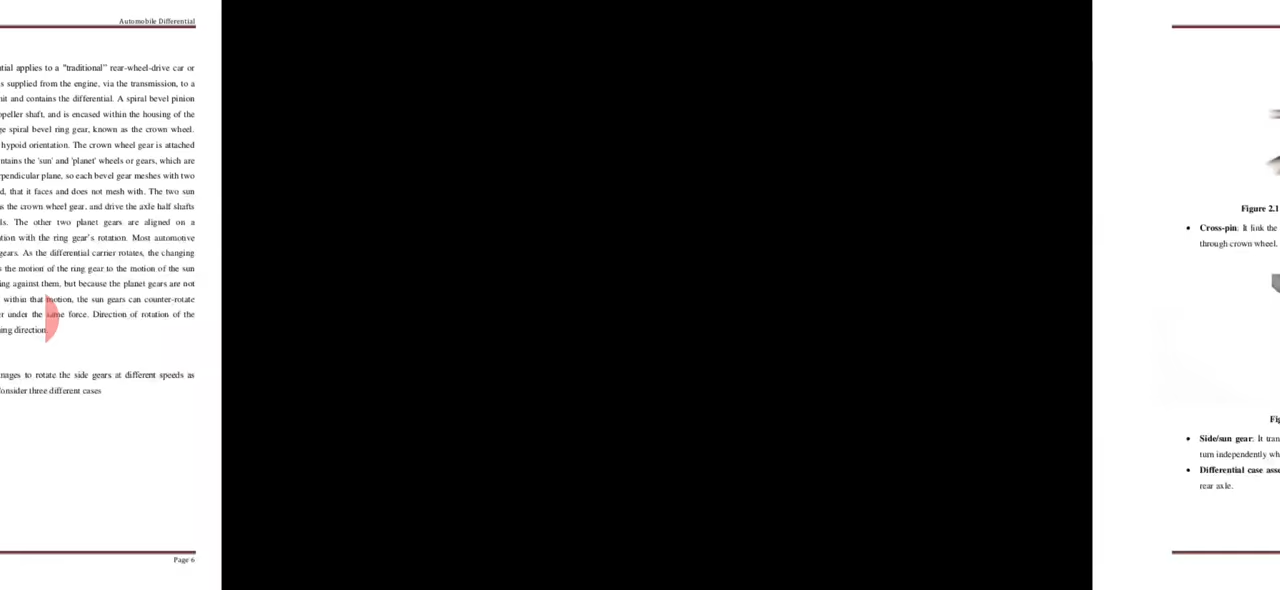 Automobile Differential
tial applies to a "traditional" rear-wheel-drive car or
s supplied from the engine, via the transmission, to a
nit and contains the differential. A spiral bevel pinion
opeller shaft, and is encased within the housing of the
ge spiral bevel ring gear, known as the crown wheel.
hypoid orientation. The crown wheel gear is attached
ntains the 'sun' and 'planet' wheels or gears, which are
rpendicular plane, so each bevel gear meshes with two
d, that it faces and does not mesh with. The two sun
s the crown wheel gear, and drive the axle half shafts
ls. The other two planet gears are aligned on a
tion with the ring gear's rotation. Most automotive
gears. As the differential carrier rotates, the changing
s the motion of the ring gear to the motion of the sun
ing against them, but because the planet gears are not
within that motion, the sun gears can counter-rotate
r under the same force. Direction of rotation of the
ing direction.
nages to rotate the side gears at different speeds as
Consider three different cases
Page 6
Figure 2.1
• Cross-pin: It link the
through crown wheel.
Fig
• Side/sun gear: It tran
turn independently wh
• Differential case asse
rear axle.